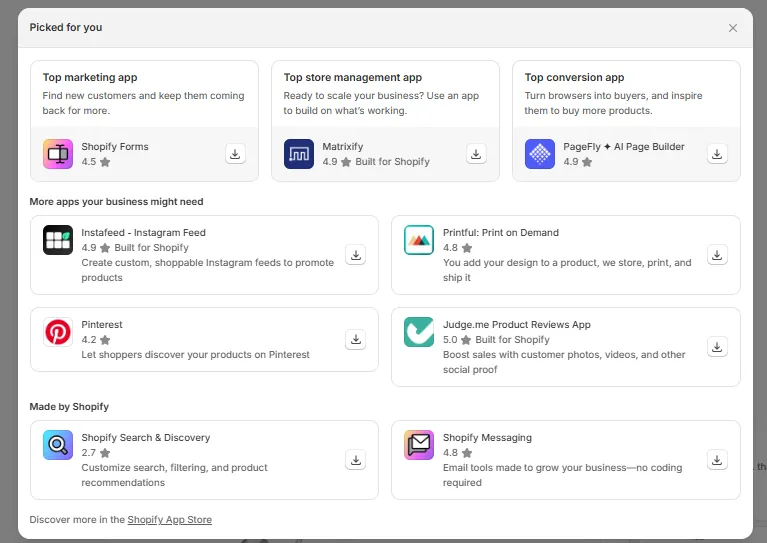 Picked for you
Top marketing app
Find new customers and keep them coming
back for more.
Shopify Forms
4.5
Top store management app
Ready to scale your business? Use an app
to build on what's working.
Matrixify
4.9 Built for Shopify
Top conversion app
Turn browsers into buyers, and inspire
them to buy more products.
PageFly ✦ AI Page Builder
4.9
More apps your business might need
Instafeed - Instagram Feed
4.9 Built for Shopify
Create custom, shoppable Instagram feeds to promote
products
Printful: Print on Demand
4.8
You add your design to a product, we store, print, and
ship it
Pinterest
4.2
Let shoppers discover your products on Pinterest
Judge.me Product Reviews App
5.0 Built for Shopify
Boost sales with customer photos, videos, and other
social proof
Made by Shopify
Shopify Search & Discovery
2.7
Customize search, filtering, and product
recommendations
Shopify Messaging
4.8
Email tools made to grow your business—no coding
required
Discover more in the Shopify App Store